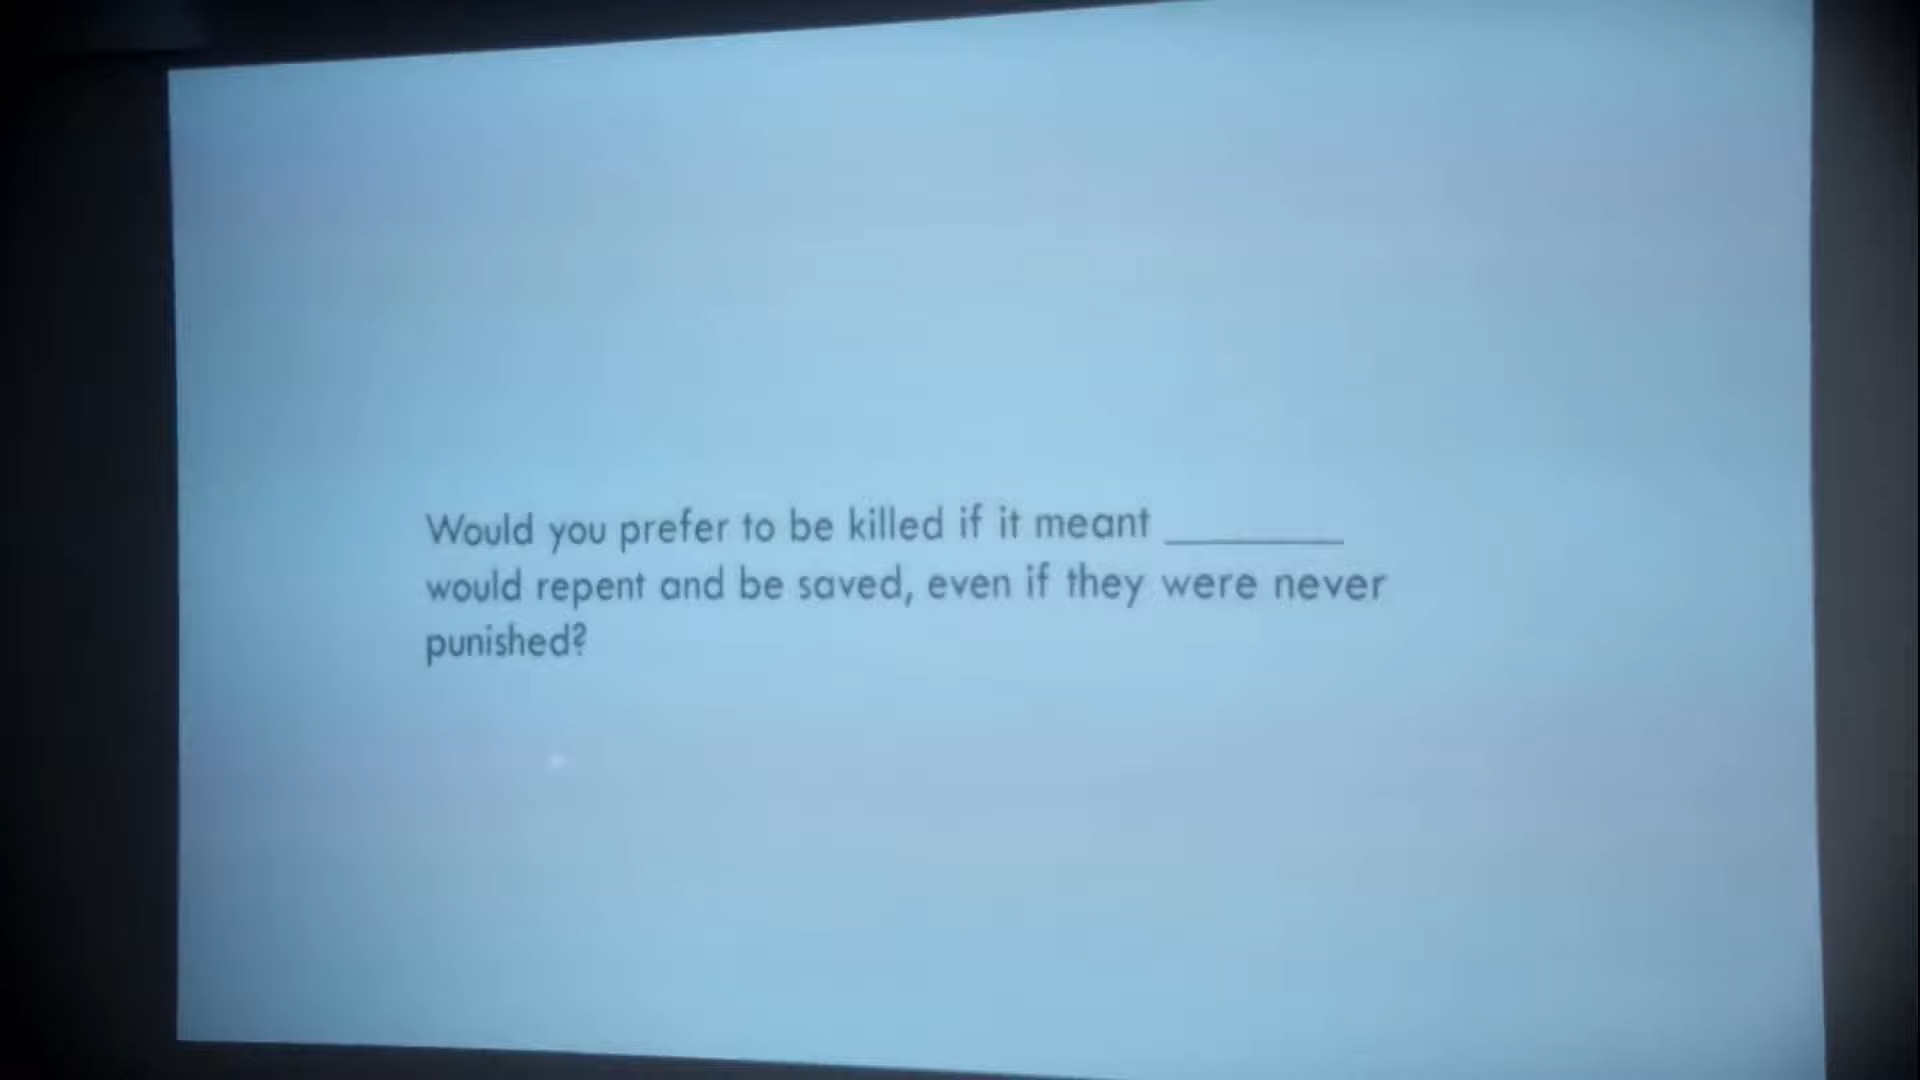 Would you prefer to be killed if it meant _________
would repent and be saved, even if they were never
punished?